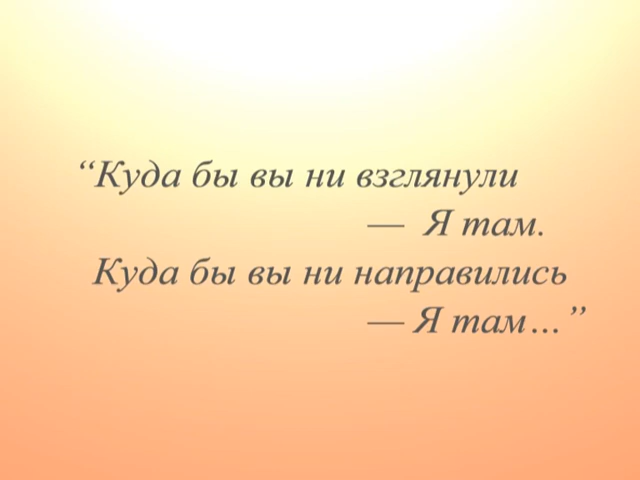 “Куда бы вы ни взглянули
— Я там.
Куда бы вы ни направились
— Я там…”